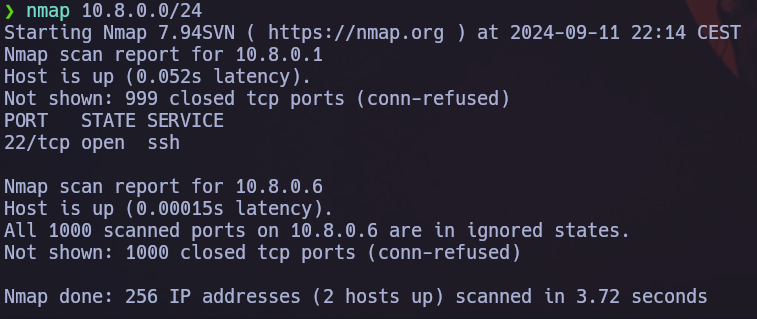 ❯ nmap 10.8.0.0/24
Starting Nmap 7.94SVN ( https://nmap.org ) at 2024-09-11 22:14 CEST
Nmap scan report for 10.8.0.1
Host is up (0.052s latency).
Not shown: 999 closed tcp ports (conn-refused)
PORT   STATE SERVICE
22/tcp open  ssh

Nmap scan report for 10.8.0.6
Host is up (0.00015s latency).
All 1000 scanned ports on 10.8.0.6 are in ignored states.
Not shown: 1000 closed tcp ports (conn-refused)

Nmap done: 256 IP addresses (2 hosts up) scanned in 3.72 seconds